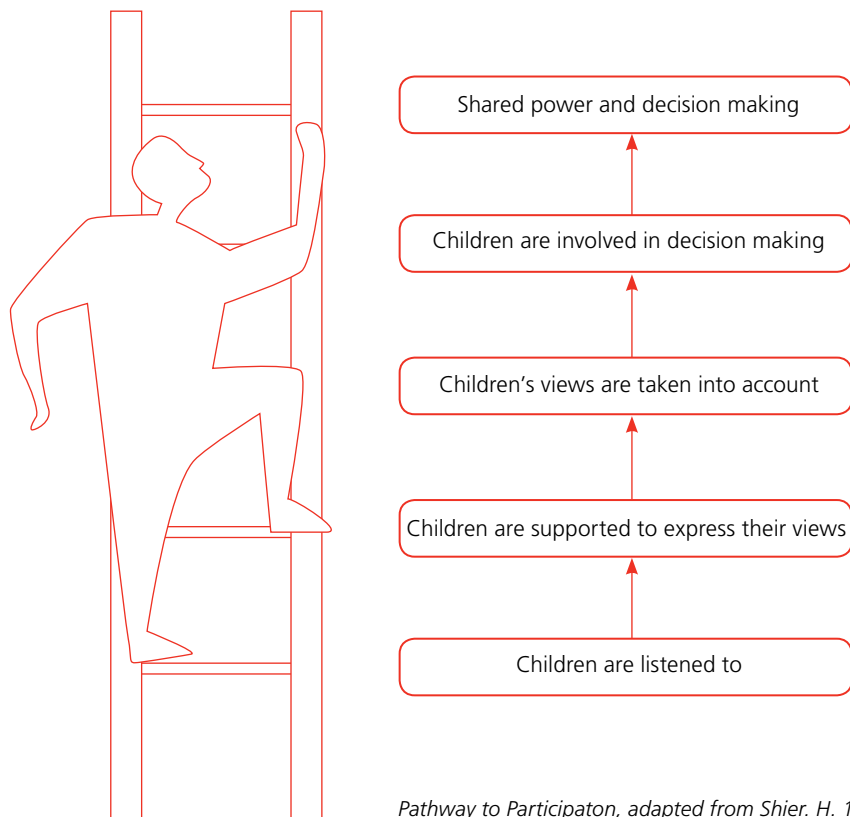 Shared power and decision making
Children are involved in decision making
Children’s views are taken into account
Children are supported to express their views
Children are listened to
Pathway to Participaton, adapted from Shier. H. 1